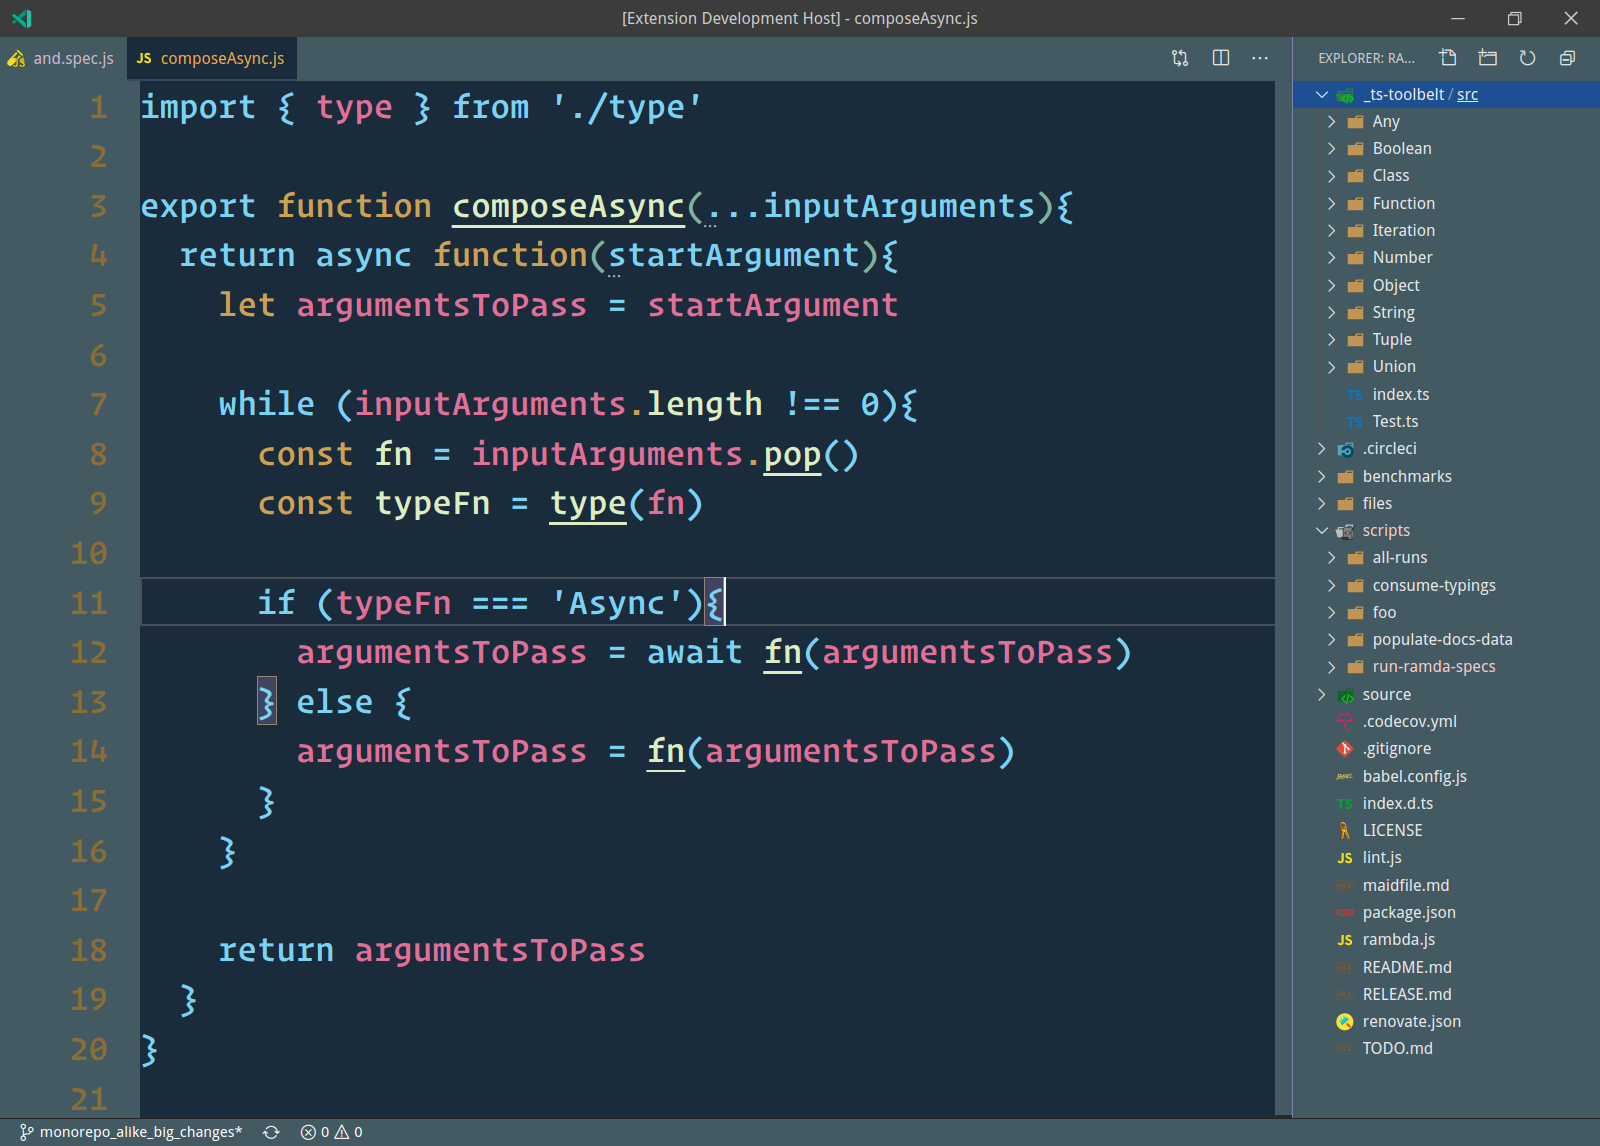 [Extension Development Host] - composeAsync.js
and.spec.js
JS composeAsync.js
1 import { type } from './type'
2
3 export function composeAsync(...inputArguments){
4 return async function(startArgument){
5 let argumentsToPass = startArgument
6
7 while (inputArguments.length !== 0){
8 const fn = inputArguments.pop()
9 const typeFn = type(fn)
10
11 if (typeFn === 'Async'){
12 argumentsToPass = await fn(argumentsToPass)
13 } else {
14 argumentsToPass = fn(argumentsToPass)
15 }
16 }
17
18 return argumentsToPass
19 }
20 }
21
EXPLORER: RA...
_ts-toolbelt / src
Any
Boolean
Class
Function
Iteration
Number
Object
String
Tuple
Union
TS index.ts
TS Test.ts
.circleci
benchmarks
files
scripts
all-runs
consume-typings
foo
populate-docs-data
run-ramda-specs
source
.codecov.yml
.gitignore
babel.config.js
TS index.d.ts
LICENSE
JS lint.js
maidfile.md
package.json
JS rambda.js
README.md
RELEASE.md
renovate.json
TODO.md
monorepo_alike_big_changes* 0 0